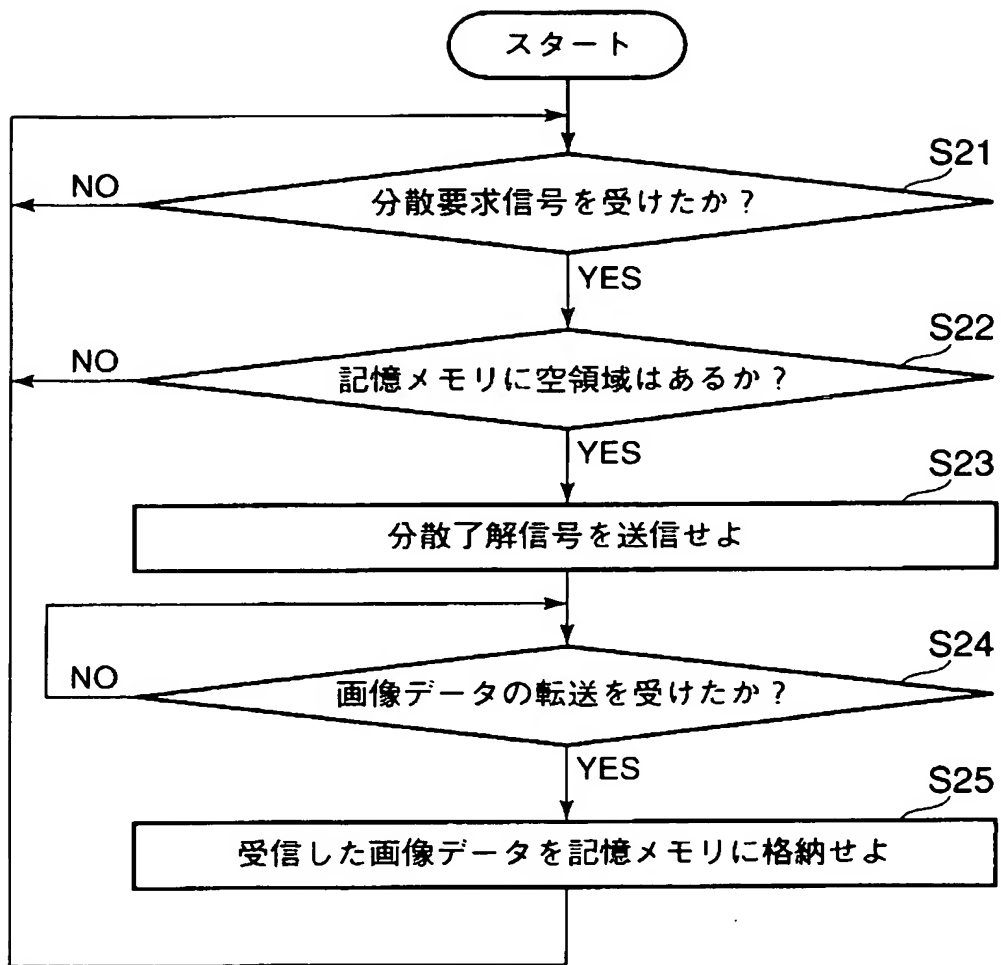 スタート
S21
NO
分散要求信号を受けたか？
YES
S22
NO
記憶メモリに空領域はあるか？
YES
S23
分散了解信号を送信せよ
S24
NO
画像データの転送を受けたか？
YES
S25
受信した画像データを記憶メモリに格納せよ